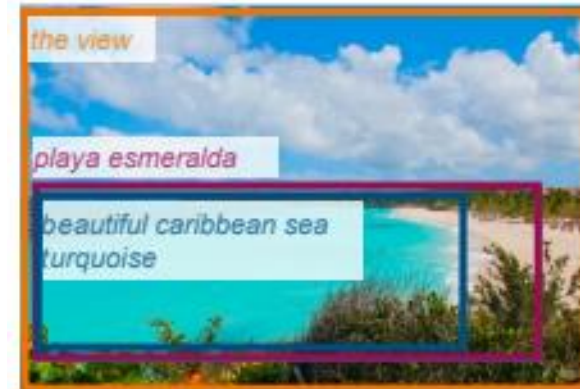 the view
playa esmeralda
beautiful caribbean sea
turquoise